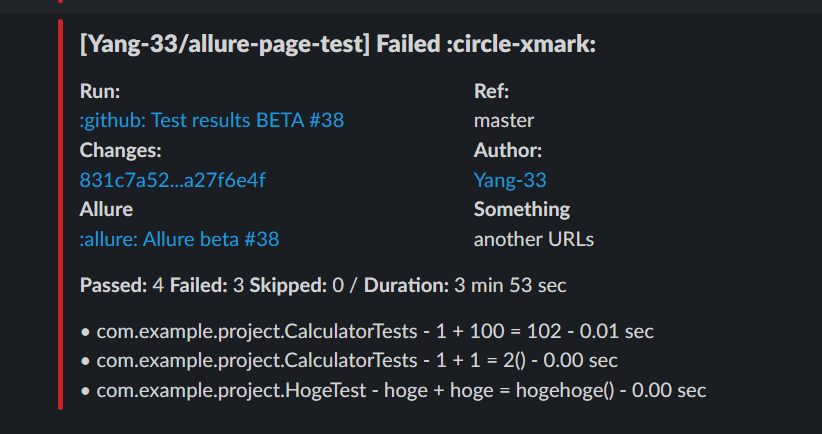 [Yang-33/allure-page-test] Failed :circle-xmark:
Run:
:github: Test results BETA #38
Ref:
master
Changes:
831c7a52...a27f6e4f
Author:
Yang-33
Allure
:allure: Allure beta #38
Something
another URLs
Passed: 4 Failed: 3 Skipped: 0 / Duration: 3 min 53 sec
• com.example.project.CalculatorTests - 1 + 100 = 102 - 0.01 sec
• com.example.project.CalculatorTests - 1 + 1 = 2() - 0.00 sec
• com.example.project.HogeTest - hoge + hoge = hogehoge() - 0.00 sec